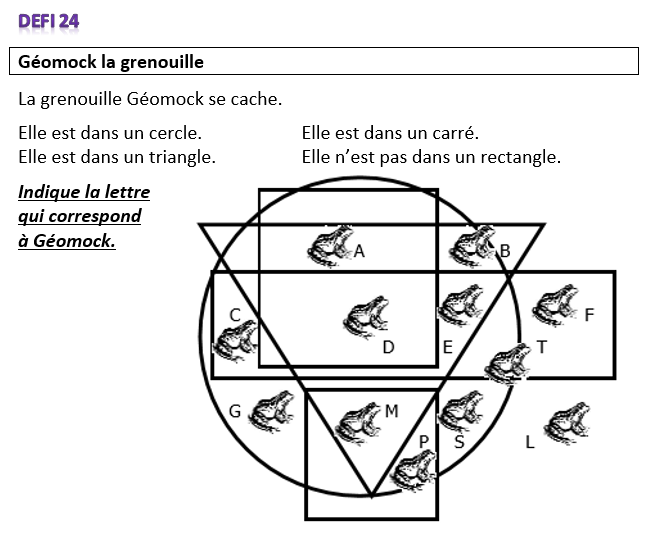 DEFI 24
Géomock la grenouille
La grenouille Géomock se cache.
Elle est dans un cercle. Elle est dans un carré.
Elle est dans un triangle. Elle n’est pas dans un rectangle.
Indique la lettre
qui correspond
à Géomock.
A B
C D E F
T
G M
P S L